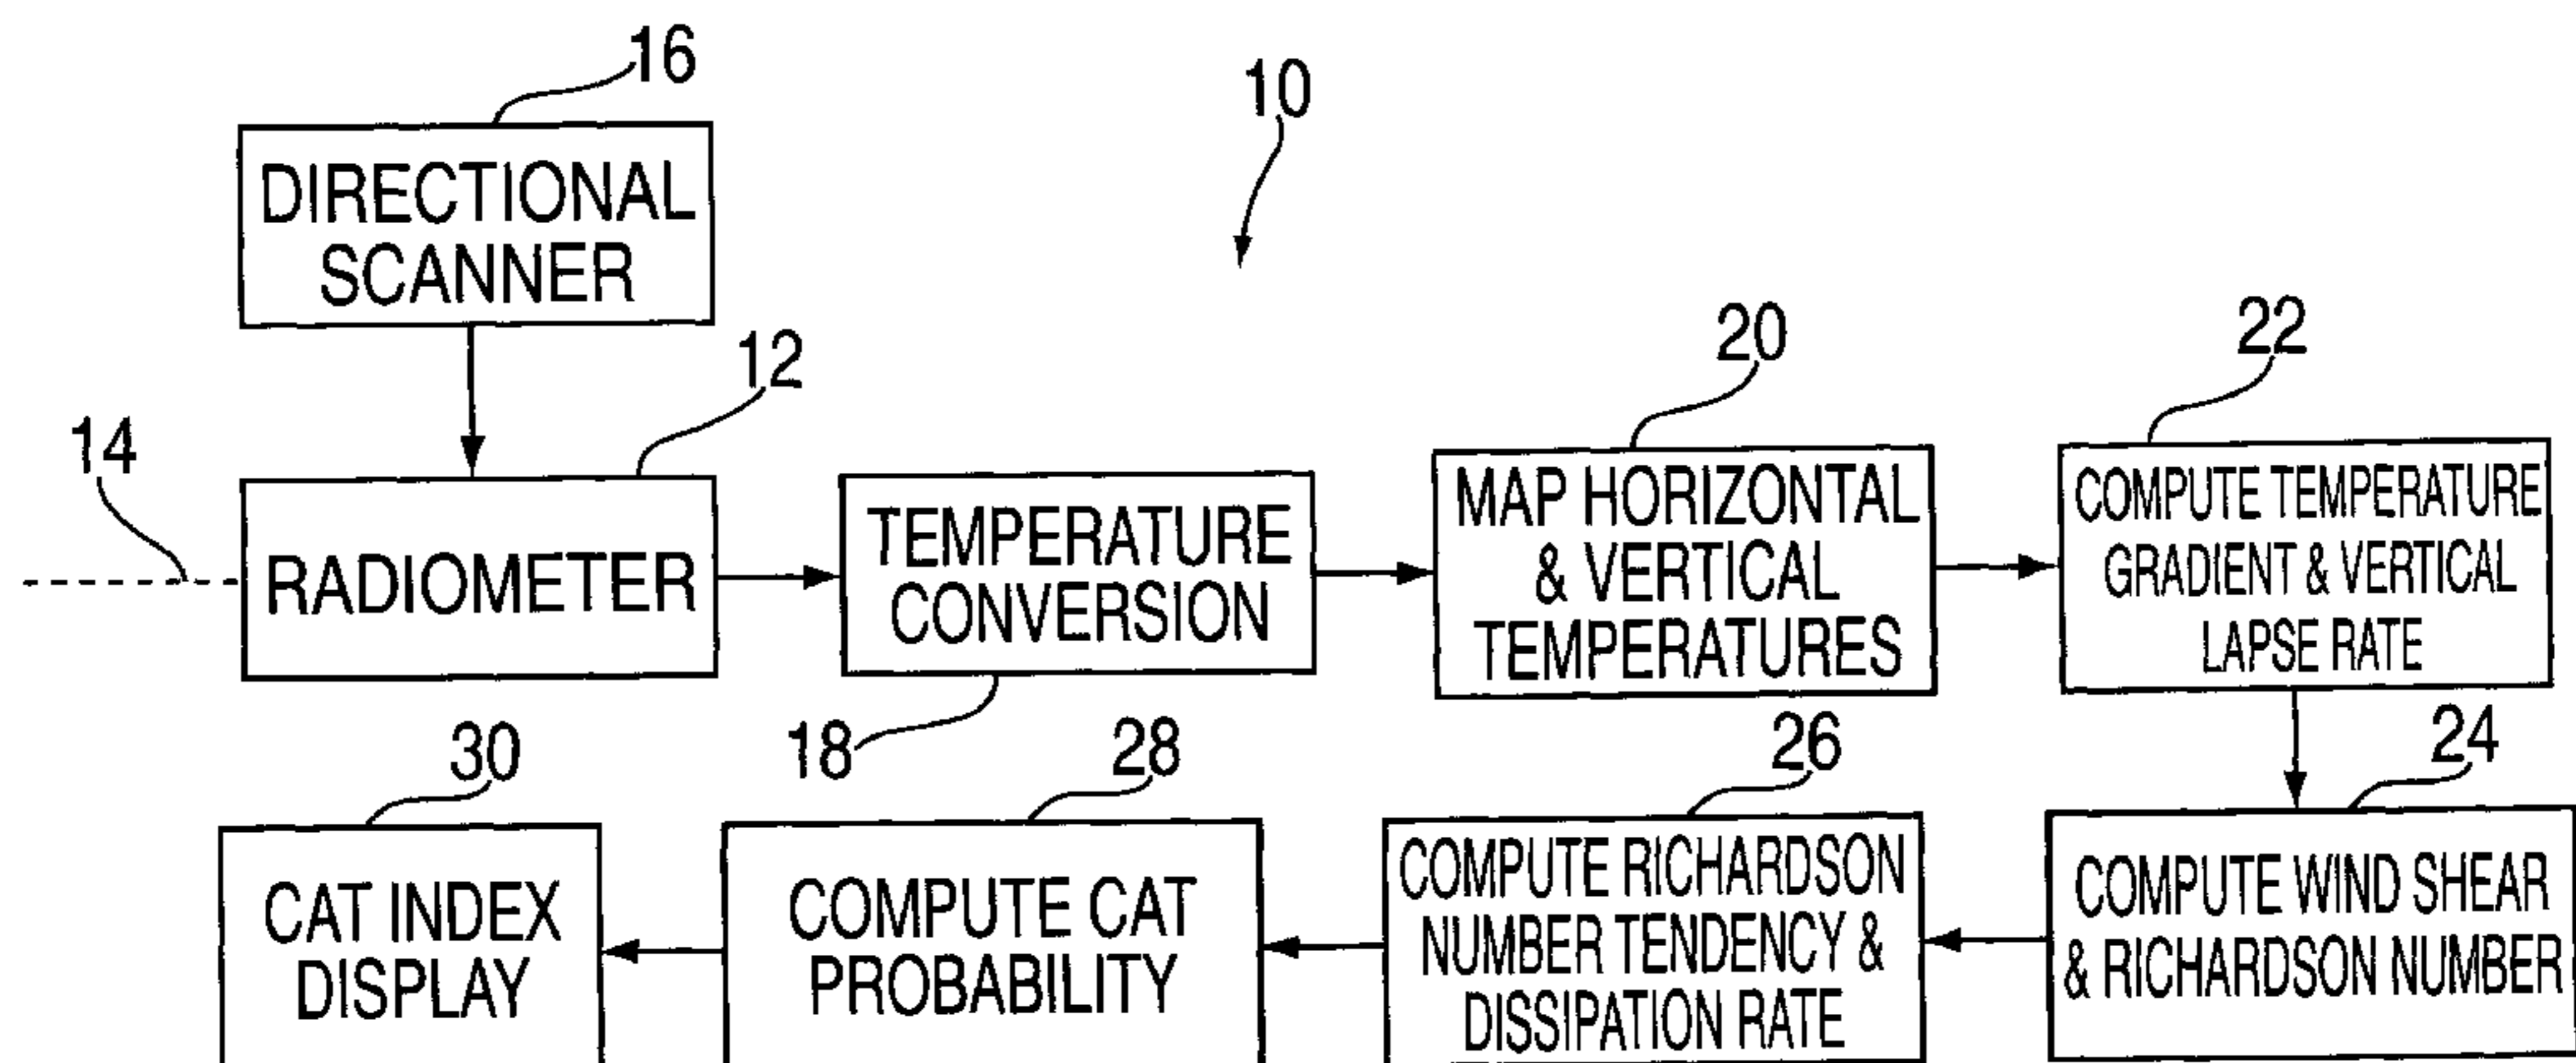 16
10
DIRECTIONAL
SCANNER
12
20
22
14
RADIOMETER
TEMPERATURE
CONVERSION
MAP HORIZONTAL
& VERTICAL
TEMPERATURES
COMPUTE TEMPERATURE
GRADIENT & VERTICAL
LAPSE RATE
30
18
28
26
24
CAT INDEX
DISPLAY
COMPUTE CAT
PROBABILITY
COMPUTE RICHARDSON
NUMBER TENDENCY &
DISSIPATION RATE
COMPUTE WIND SHEAR
& RICHARDSON NUMBER